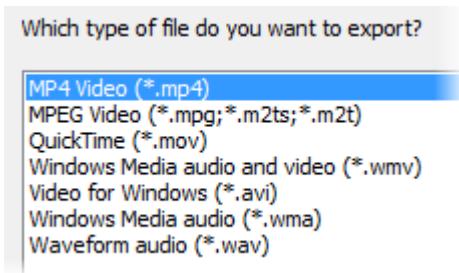 Which type of file do you want to export?
MP4 Video (*.mp4)
MPEG Video (*.mpg;*.m2ts;*.m2t)
QuickTime (*.mov)
Windows Media audio and video (*.wmv)
Video for Windows (*.avi)
Windows Media audio (*.wma)
Waveform audio (*.wav)